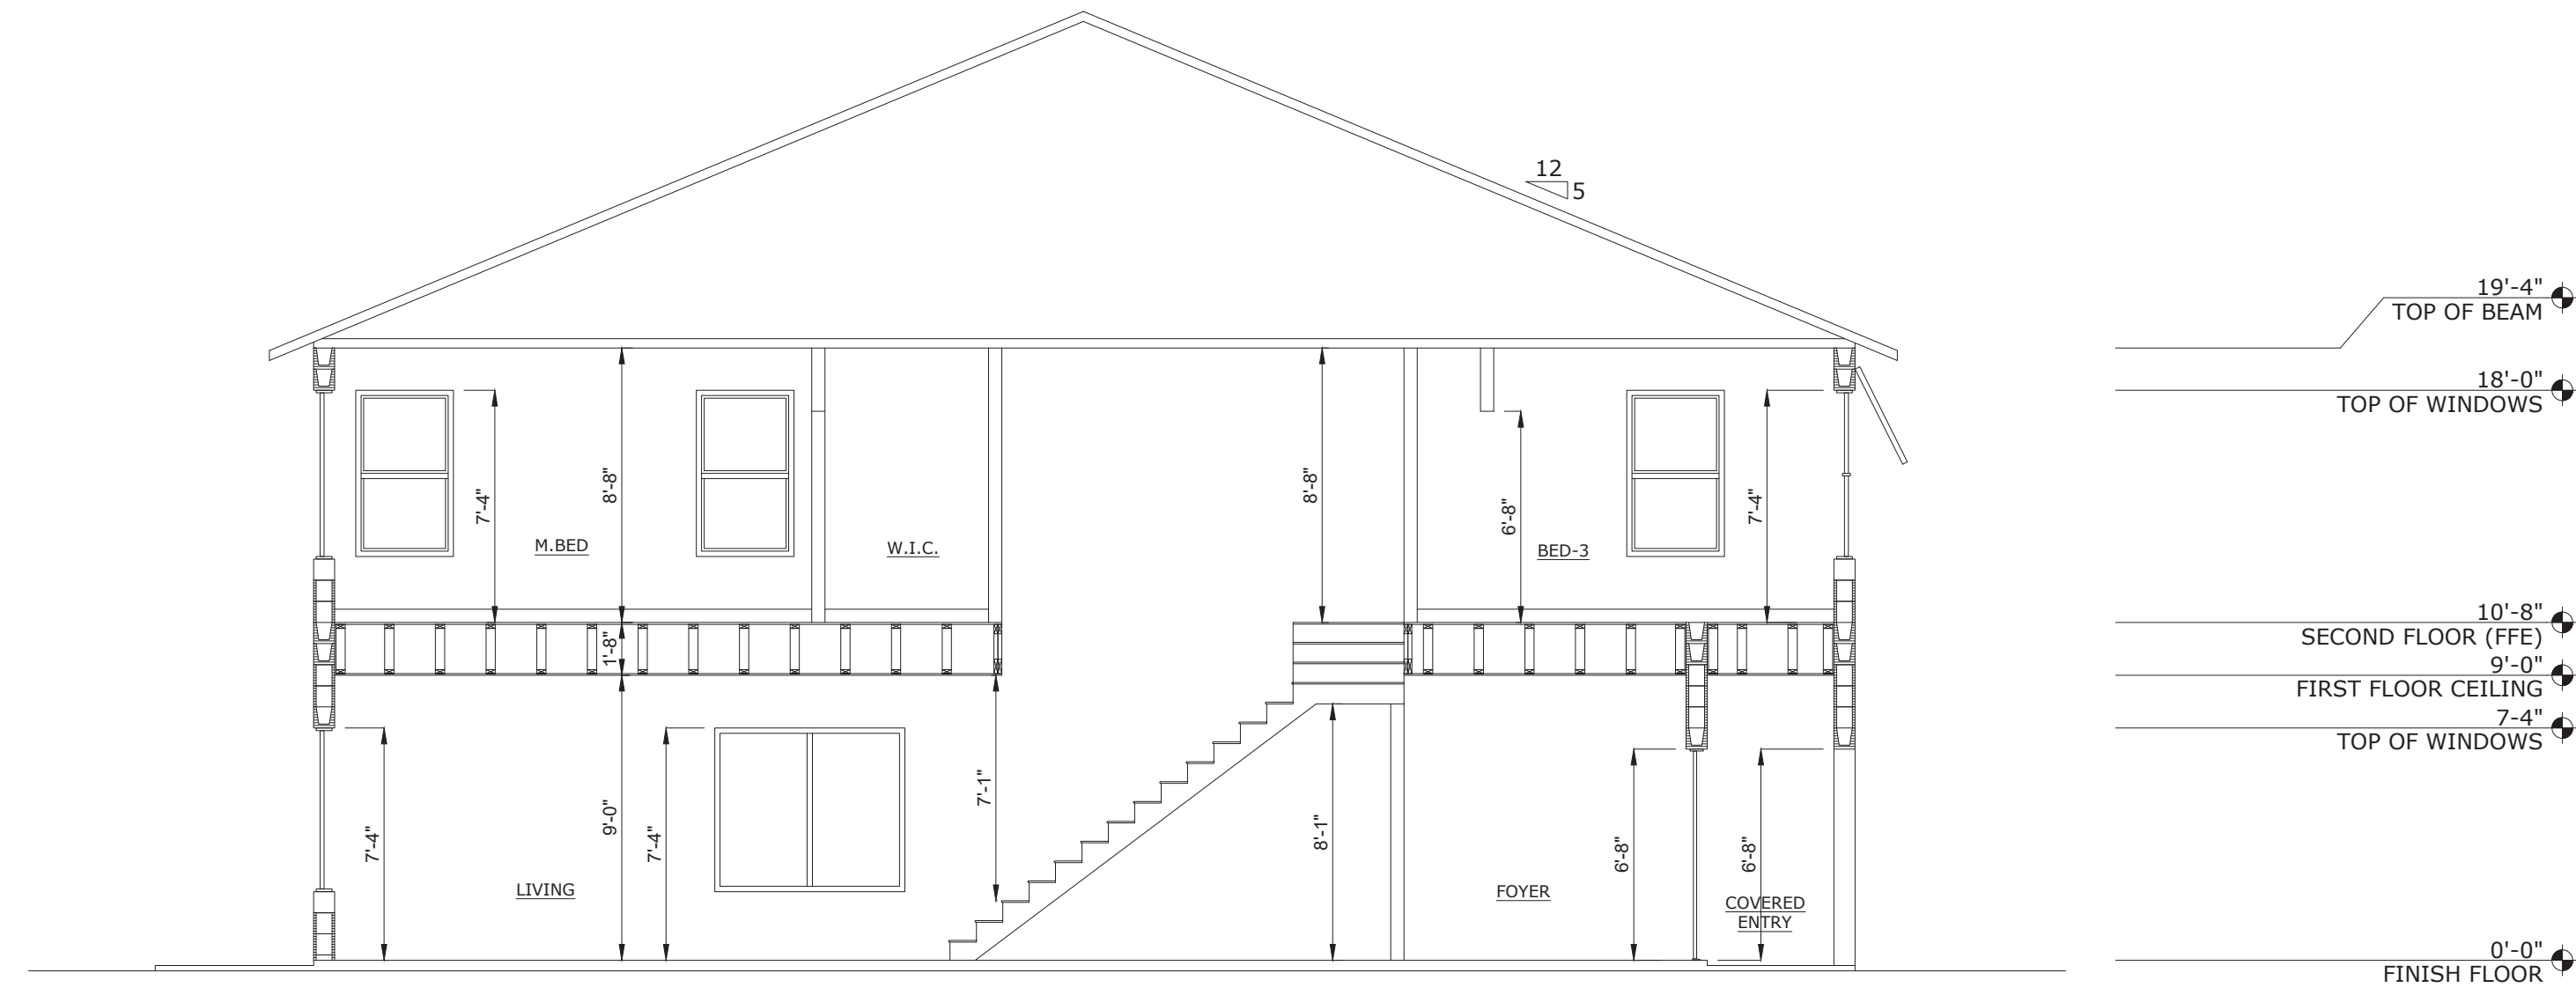 12
5
19'-4"
TOP OF BEAM
18'-0"
TOP OF WINDOWS
7'-4"
8'-8"
8'-8"
6'-8"
7'-4"
M.BED
W.I.C.
BED-3
10'-8"
SECOND FLOOR (FFE)
1'-8"
9'-0"
FIRST FLOOR CEILING
7-4"
TOP OF WINDOWS
7'-4"
9'-0"
7'-4"
7'-1"
8'-1"
6'-8"
6'-8"
LIVING
FOYER
COVERED
ENTRY
0'-0"
FINISH FLOOR